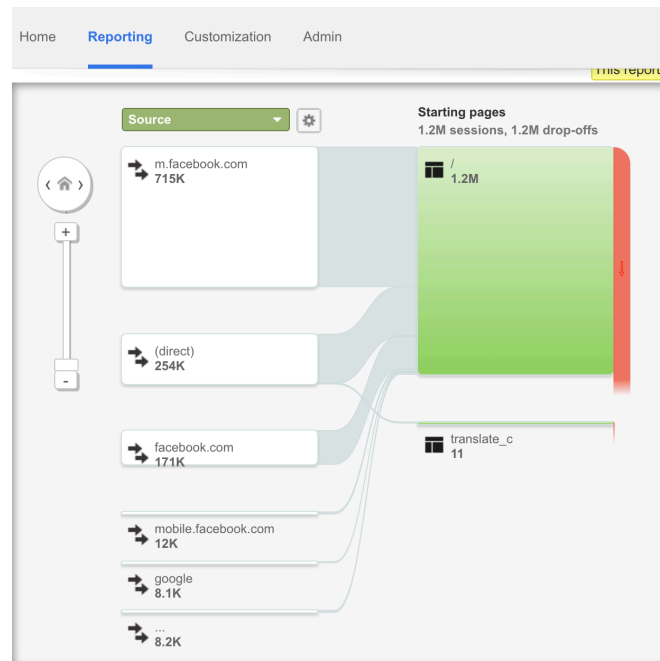 Home Reporting Customization Admin
This report
Source
Starting pages
1.2M sessions, 1.2M drop-offs
m.facebook.com
715K
/
1.2M
(direct)
254K
facebook.com
171K
translate_c
11
mobile.facebook.com
12K
google
8.1K
...
8.2K
+
-